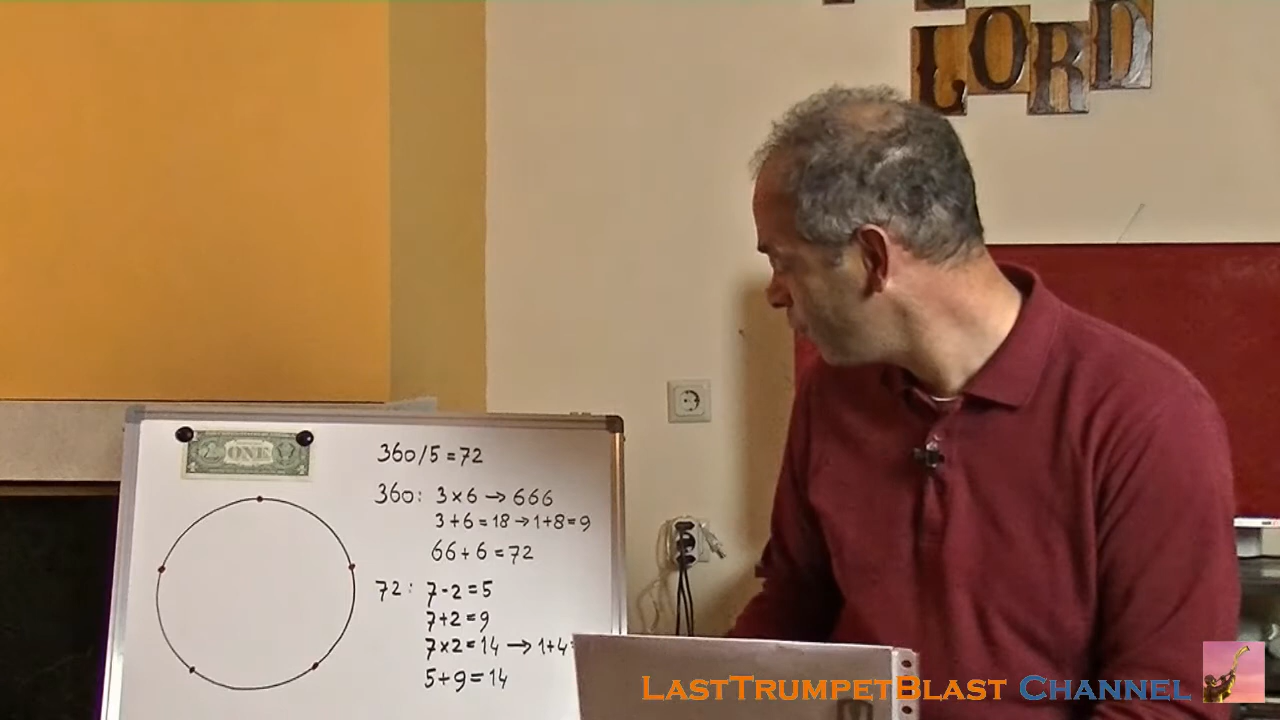 LORD
ONE
360/5=72
360: 3×6→666
3+6=18→1+8=9
66+6=72
72: 7-2=5
7+2=9
7×2=14→1+4
5+9=14
LASTTRUMPETBLAST CHANNEL